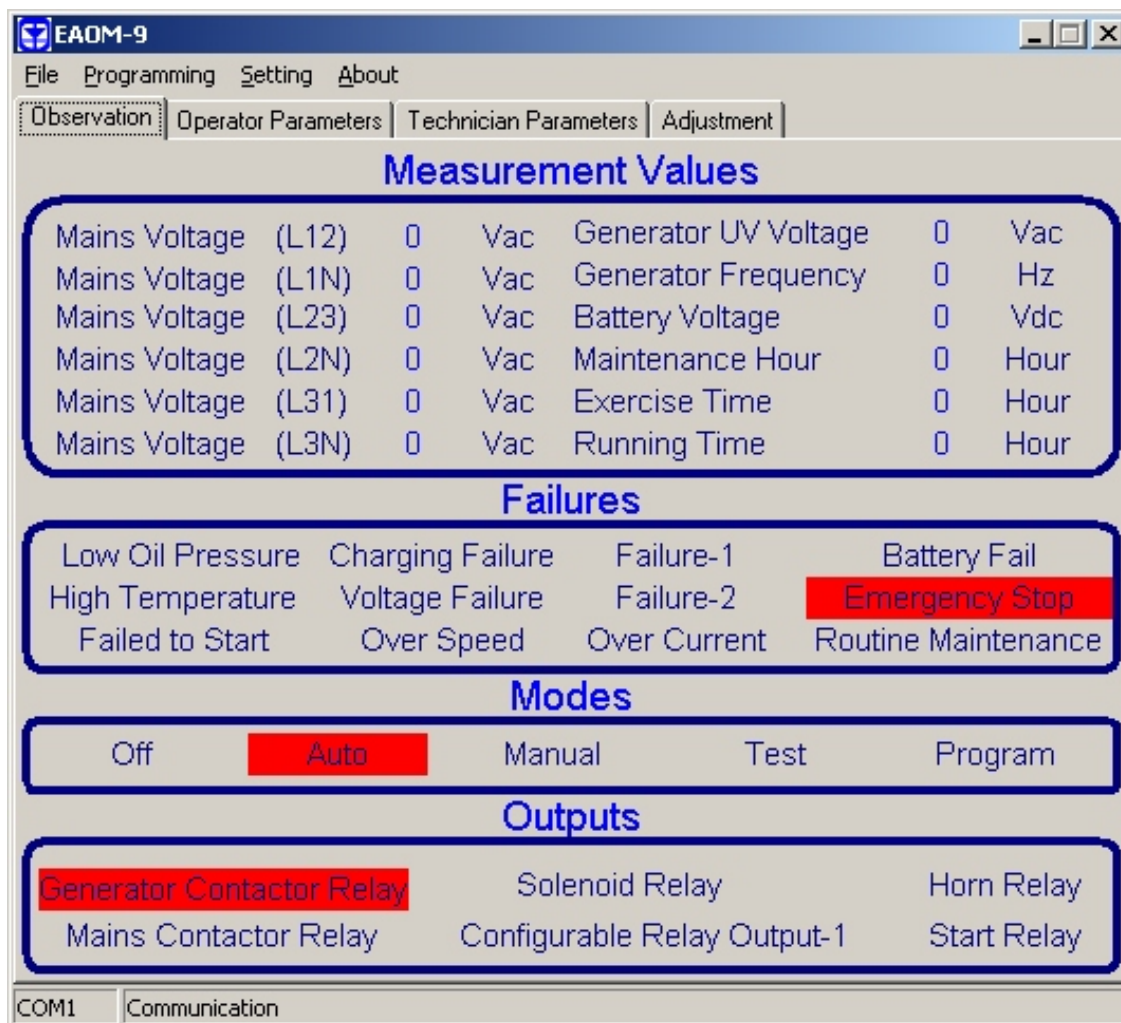 EAOM-9
File Programming Setting About
Observation Operator Parameters Technician Parameters Adjustment
Measurement Values
Mains Voltage (L12) 0 Vac Generator UV Voltage 0 Vac
Mains Voltage (L1N) 0 Vac Generator Frequency 0 Hz
Mains Voltage (L23) 0 Vac Battery Voltage 0 Vdc
Mains Voltage (L2N) 0 Vac Maintenance Hour 0 Hour
Mains Voltage (L31) 0 Vac Exercise Time 0 Hour
Mains Voltage (L3N) 0 Vac Running Time 0 Hour
Failures
Low Oil Pressure Charging Failure Failure-1 Battery Fail
High Temperature Voltage Failure Failure-2 Emergency Stop
Failed to Start Over Speed Over Current Routine Maintenance
Modes
Off Auto Manual Test Program
Outputs
Generator Contactor Relay Solenoid Relay Horn Relay
Mains Contactor Relay Configurable Relay Output-1 Start Relay
COM1 Communication